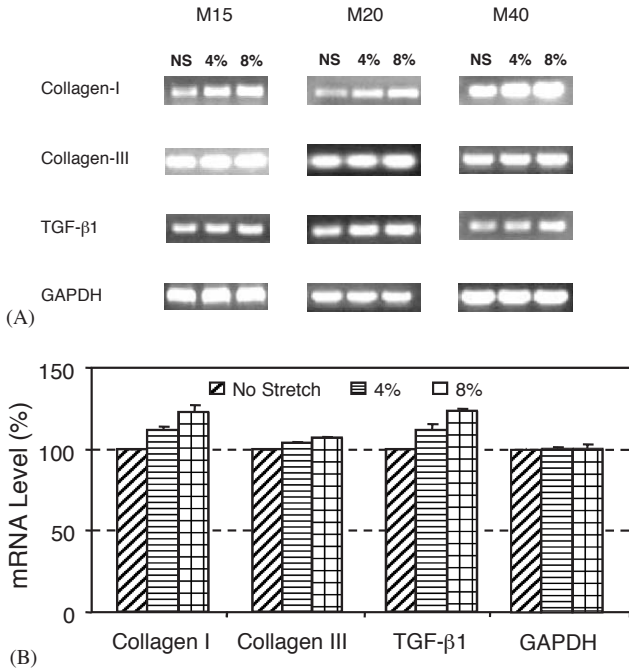 M15 M20 M40
NS 4% 8% NS 4% 8% NS 4% 8%
Collagen-I
Collagen-III
TGF-β1
GAPDH
(A)
150
No Stretch 4% 8%
100
50
0
mRNA Level (%)
Collagen I Collagen III TGF-β1 GAPDH
(B)